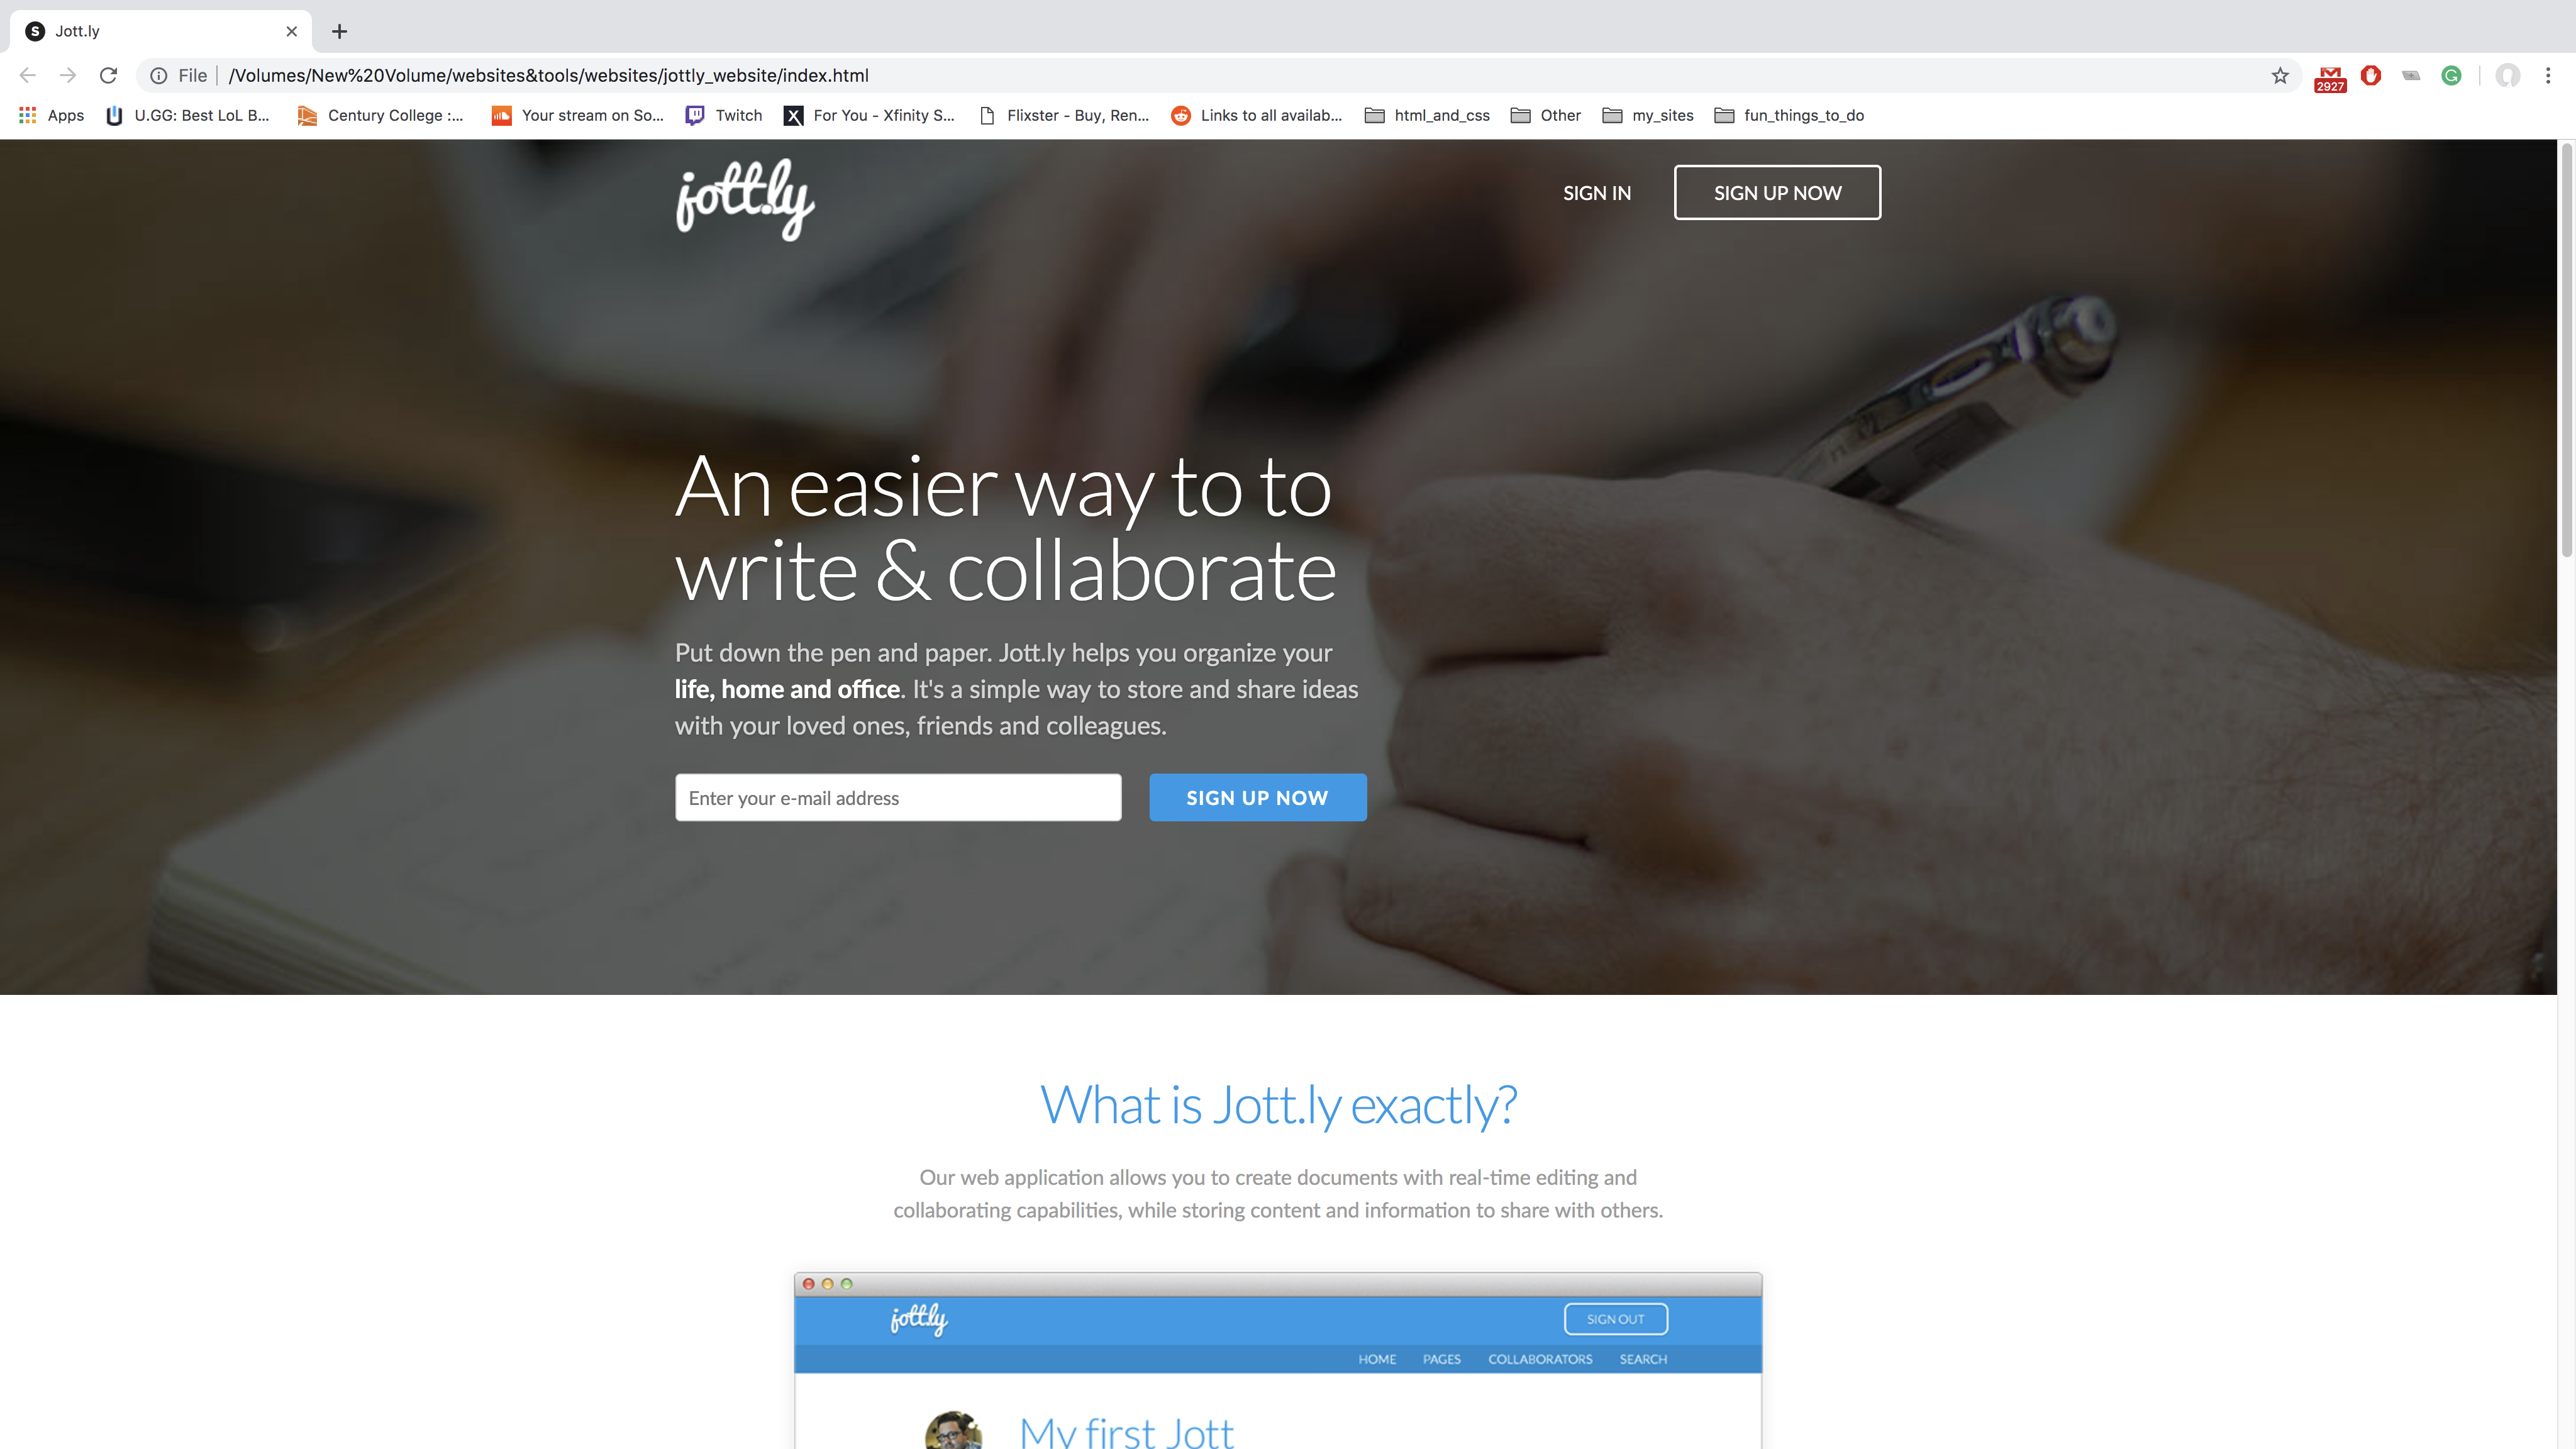 S Jott.ly
File /Volumes/New%20Volume/websites&tools/websites/jottly_website/index.html
2927
Apps U.GG: Best LoL B... Century College :... Your stream on So... Twitch For You - Xfinity S... Flixster - Buy, Ren... Links to all availab... html_and_css Other my_sites fun_things_to_do
jott.ly SIGN IN SIGN UP NOW
An easier way to to
write & collaborate
Put down the pen and paper. Jott.ly helps you organize your
life, home and office. It's a simple way to store and share ideas
with your loved ones, friends and colleagues.
Enter your e-mail address SIGN UP NOW
What is Jott.ly exactly?
Our web application allows you to create documents with real-time editing and
collaborating capabilities, while storing content and information to share with others.
jott.ly SIGN OUT
HOME PAGES COLLABORATORS SEARCH
My first Jott